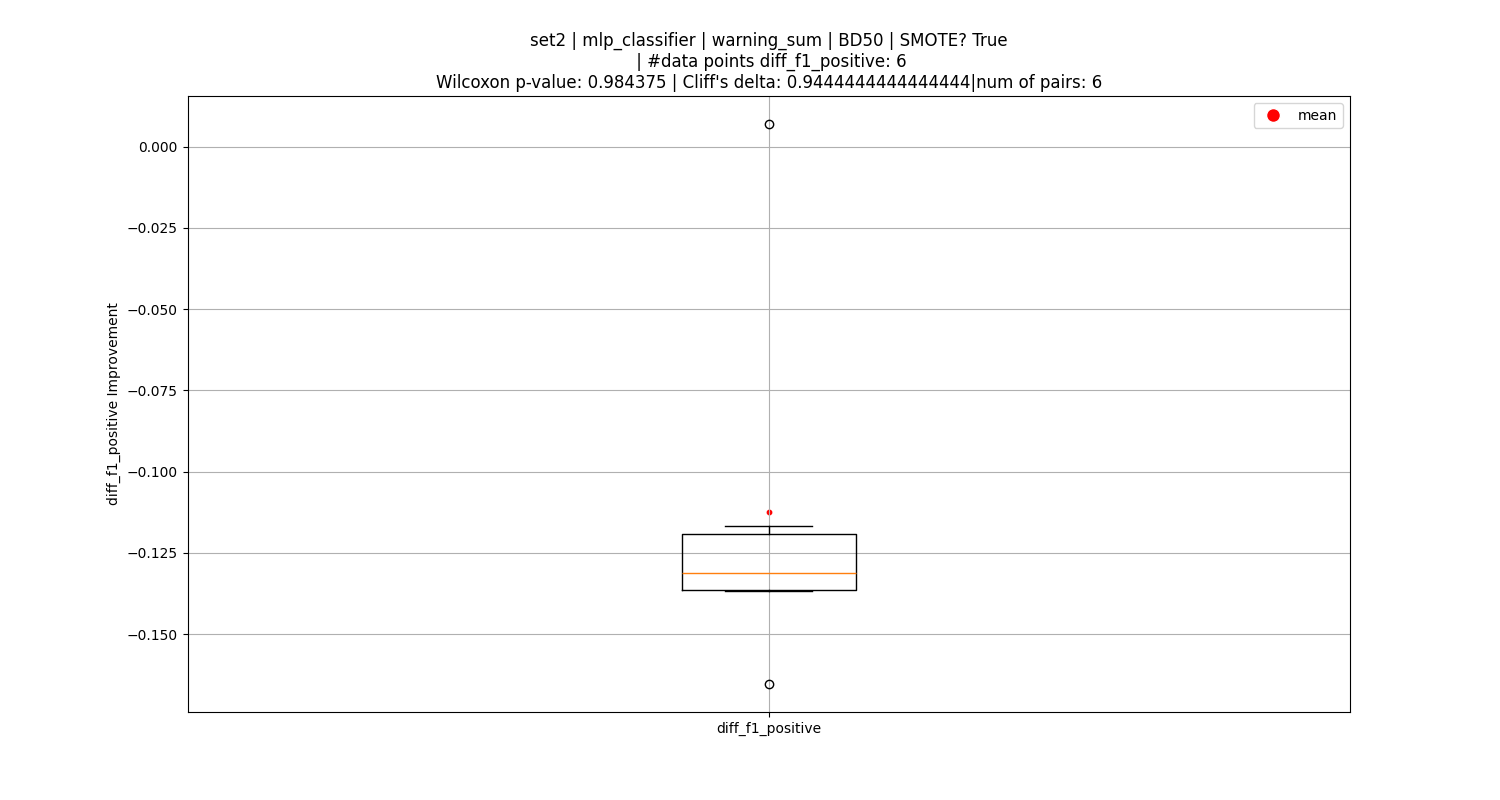 set2 | mlp_classifier | warning_sum | BD50 | SMOTE? True
| #data points diff_f1_positive: 6
Wilcoxon p-value: 0.984375 | Cliff's delta: 0.9444444444444444|num of pairs: 6
mean
0.000
−0.025
−0.050
−0.075
−0.100
−0.125
−0.150
diff_f1_positive Improvement
diff_f1_positive